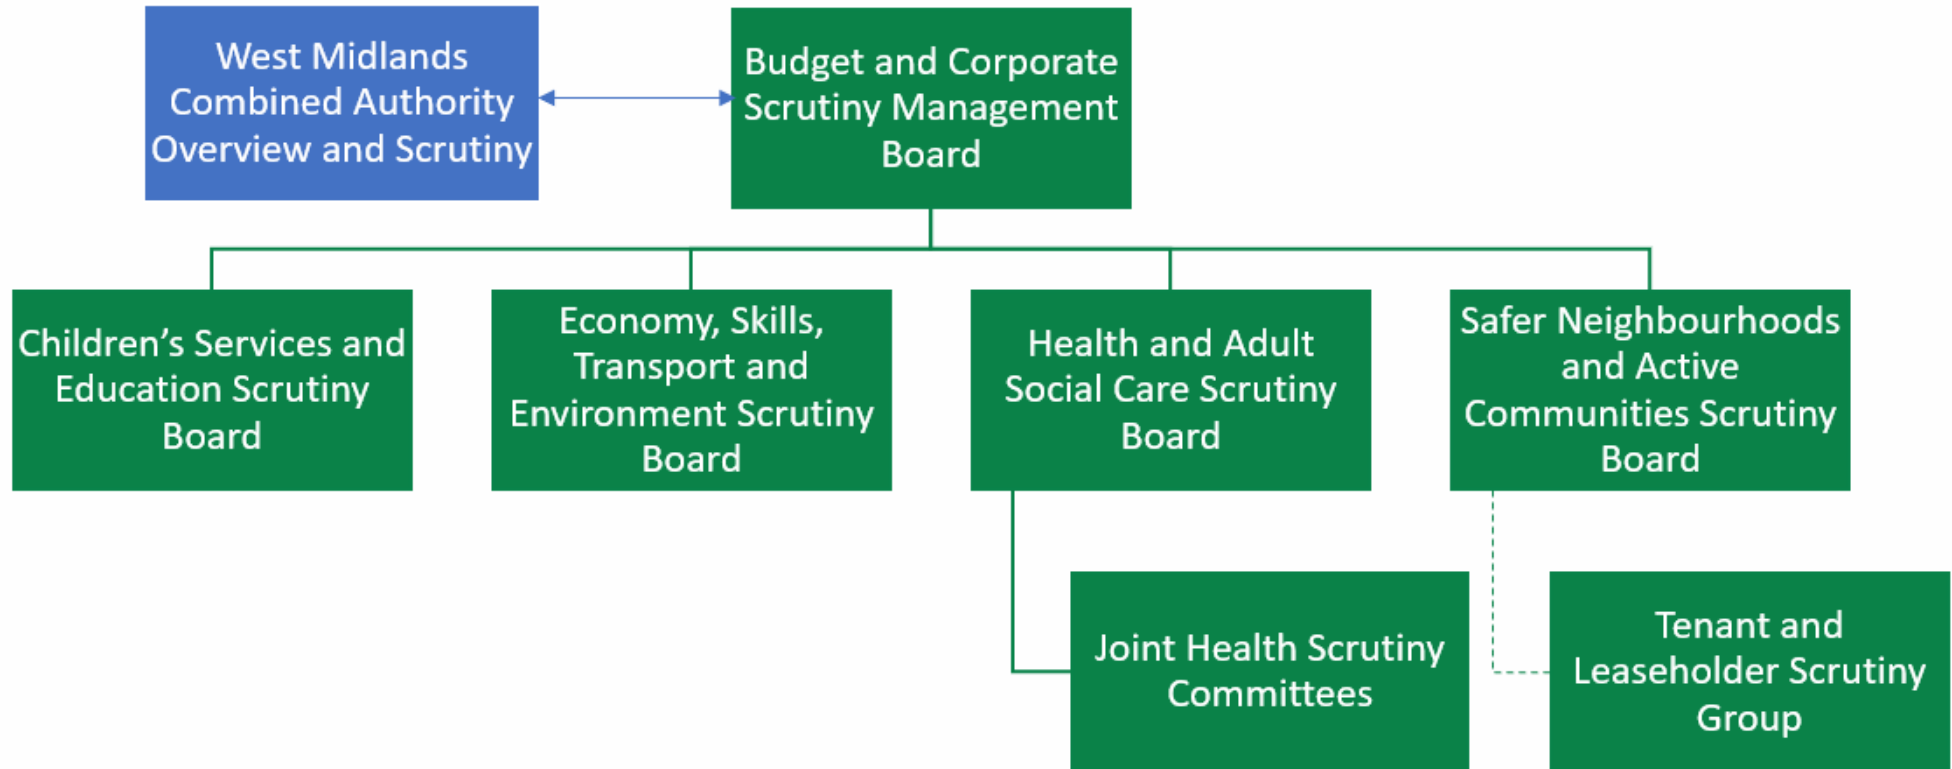 West Midlands
Combined Authority
Overview and Scrutiny
Budget and Corporate
Scrutiny Management
Board
Children’s Services and
Education Scrutiny
Board
Economy, Skills,
Transport and
Environment Scrutiny
Board
Health and Adult
Social Care Scrutiny
Board
Safer Neighbourhoods
and Active
Communities Scrutiny
Board
Joint Health Scrutiny
Committees
Tenant and
Leaseholder Scrutiny
Group